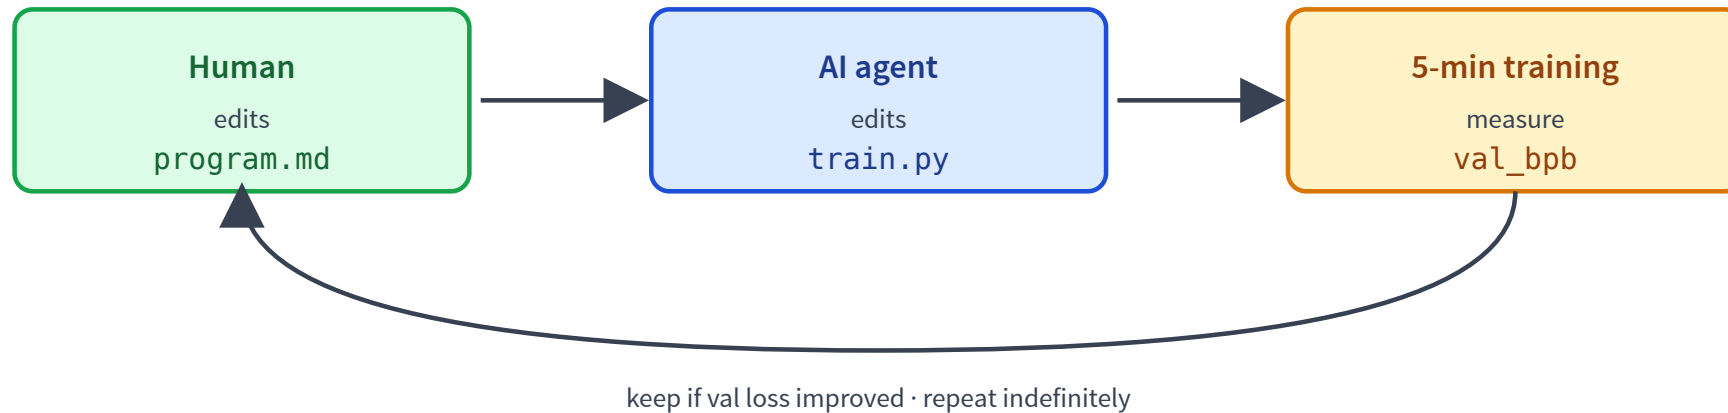 Human
edits
program.md
AI agent
edits
train.py
5-min training
measure
val_bpb
keep if val loss improved · repeat indefinitely